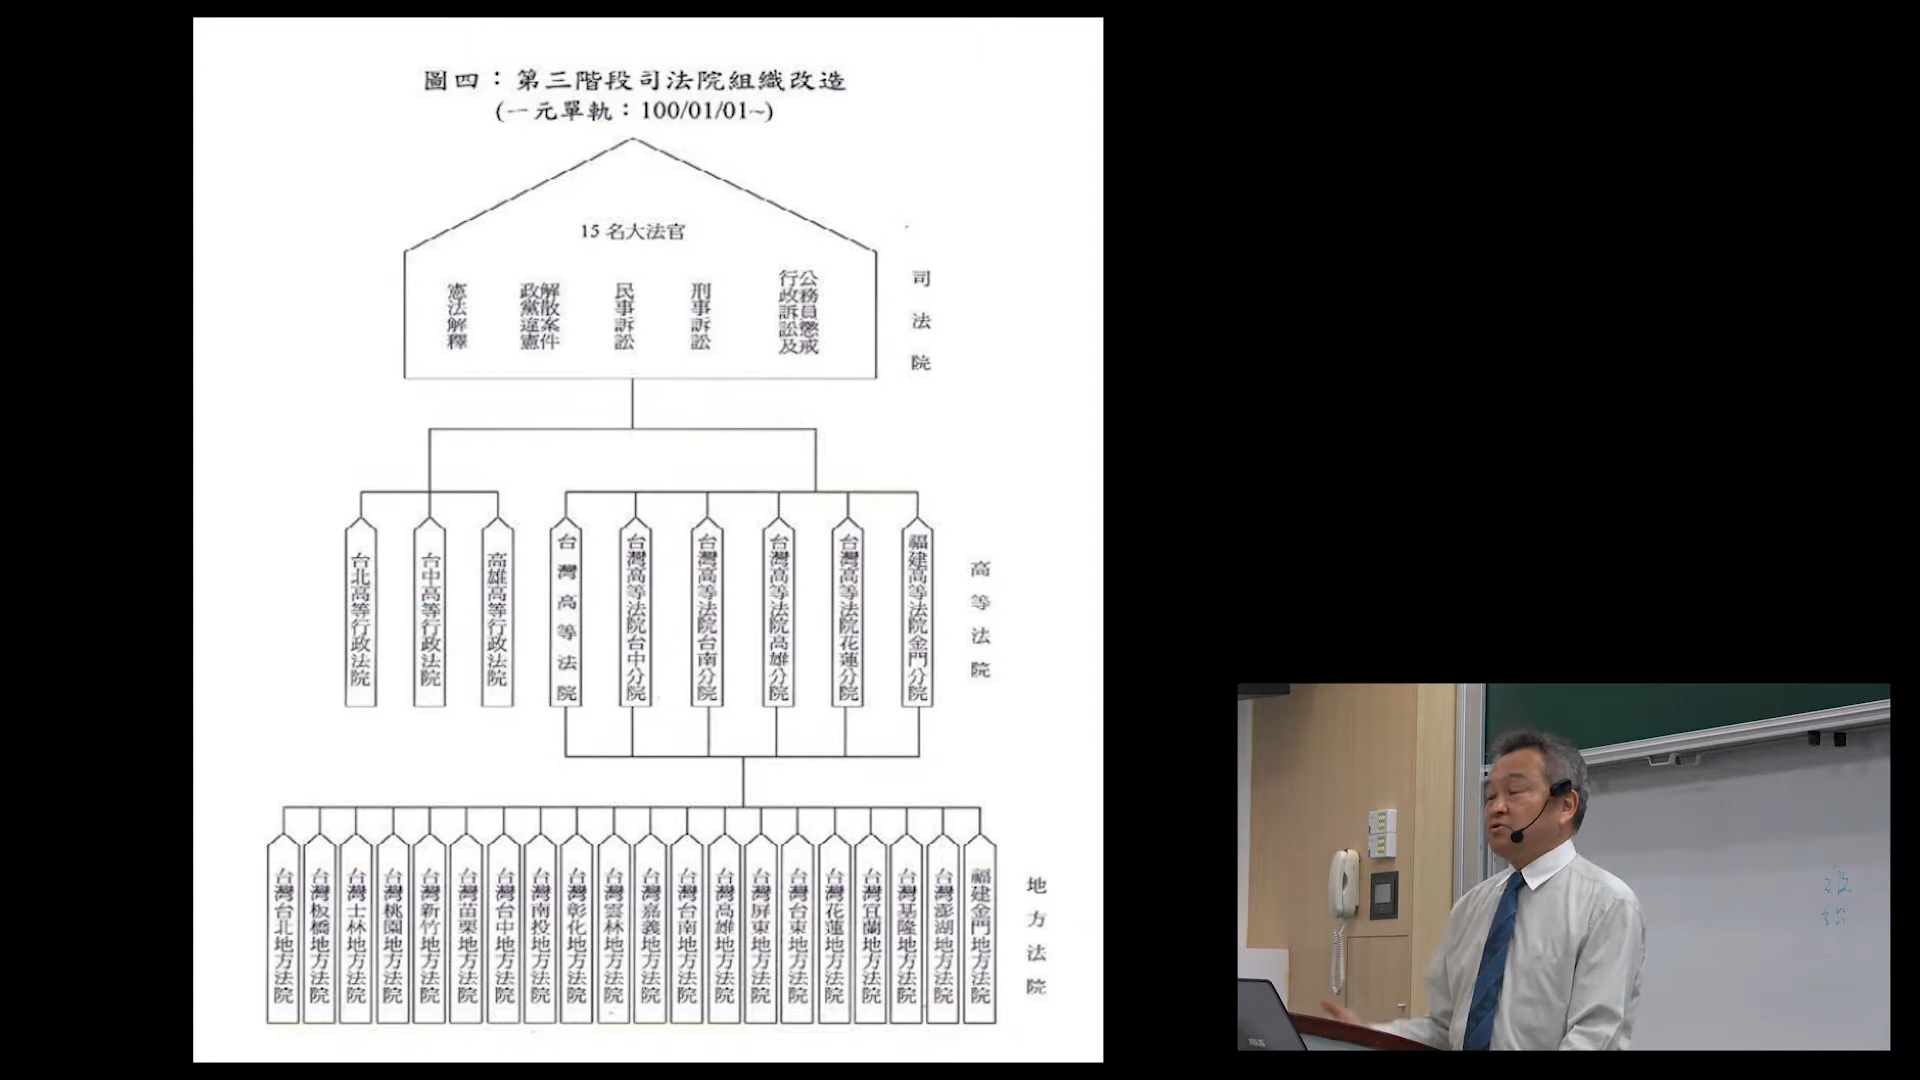 圖四：第三階段司法院組織改造
(一元單軌：100/01/01~)
15 名大法官
憲法解釋
政黨違憲解散案件
民事訴訟
刑事訴訟
行政訴訟及公務員懲戒
司法院
台北高等行政法院
台中高等行政法院
高雄高等行政法院
台灣高等法院
台灣高等法院台中分院
台灣高等法院台南分院
台灣高等法院高雄分院
台灣高等法院花蓮分院
福建高等法院金門分院
高等法院
台灣台北地方法院
台灣板橋地方法院
台灣士林地方法院
台灣桃園地方法院
台灣新竹地方法院
台灣苗栗地方法院
台灣台中地方法院
台灣南投地方法院
台灣彰化地方法院
台灣雲林地方法院
台灣嘉義地方法院
台灣台南地方法院
台灣高雄地方法院
台灣屏東地方法院
台灣台東地方法院
台灣花蓮地方法院
台灣宜蘭地方法院
台灣基隆地方法院
台灣澎湖地方法院
福建金門地方法院
地方法院
ASUS